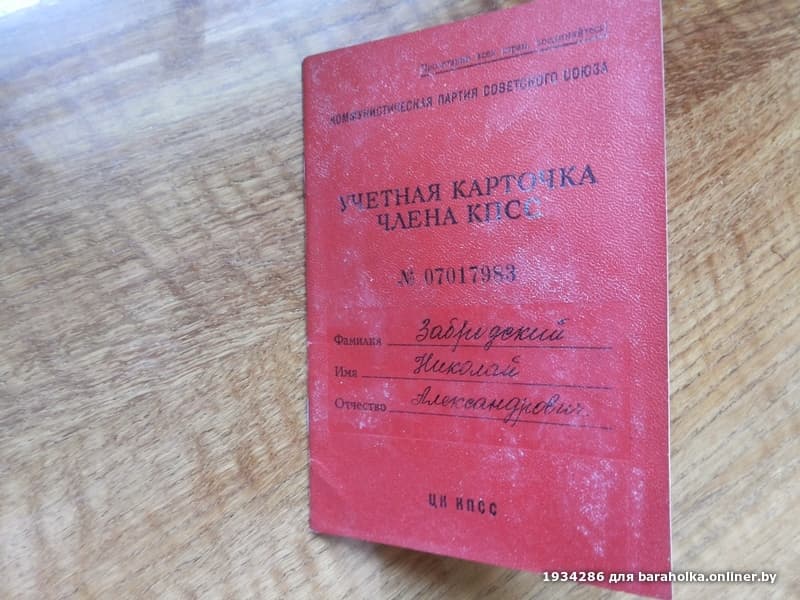 Пролетарии всех стран, соединяйтесь!
КОММУНИСТИЧЕСКАЯ ПАРТИЯ СОВЕТСКОГО СОЮЗА
УЧЕТНАЯ КАРТОЧКА
ЧЛЕНА КПСС
№ 07017983
Фамилия Забридский
Имя Николай
Отчество Александрович
ЦК КПСС
1934286 для baraholka.onliner.by